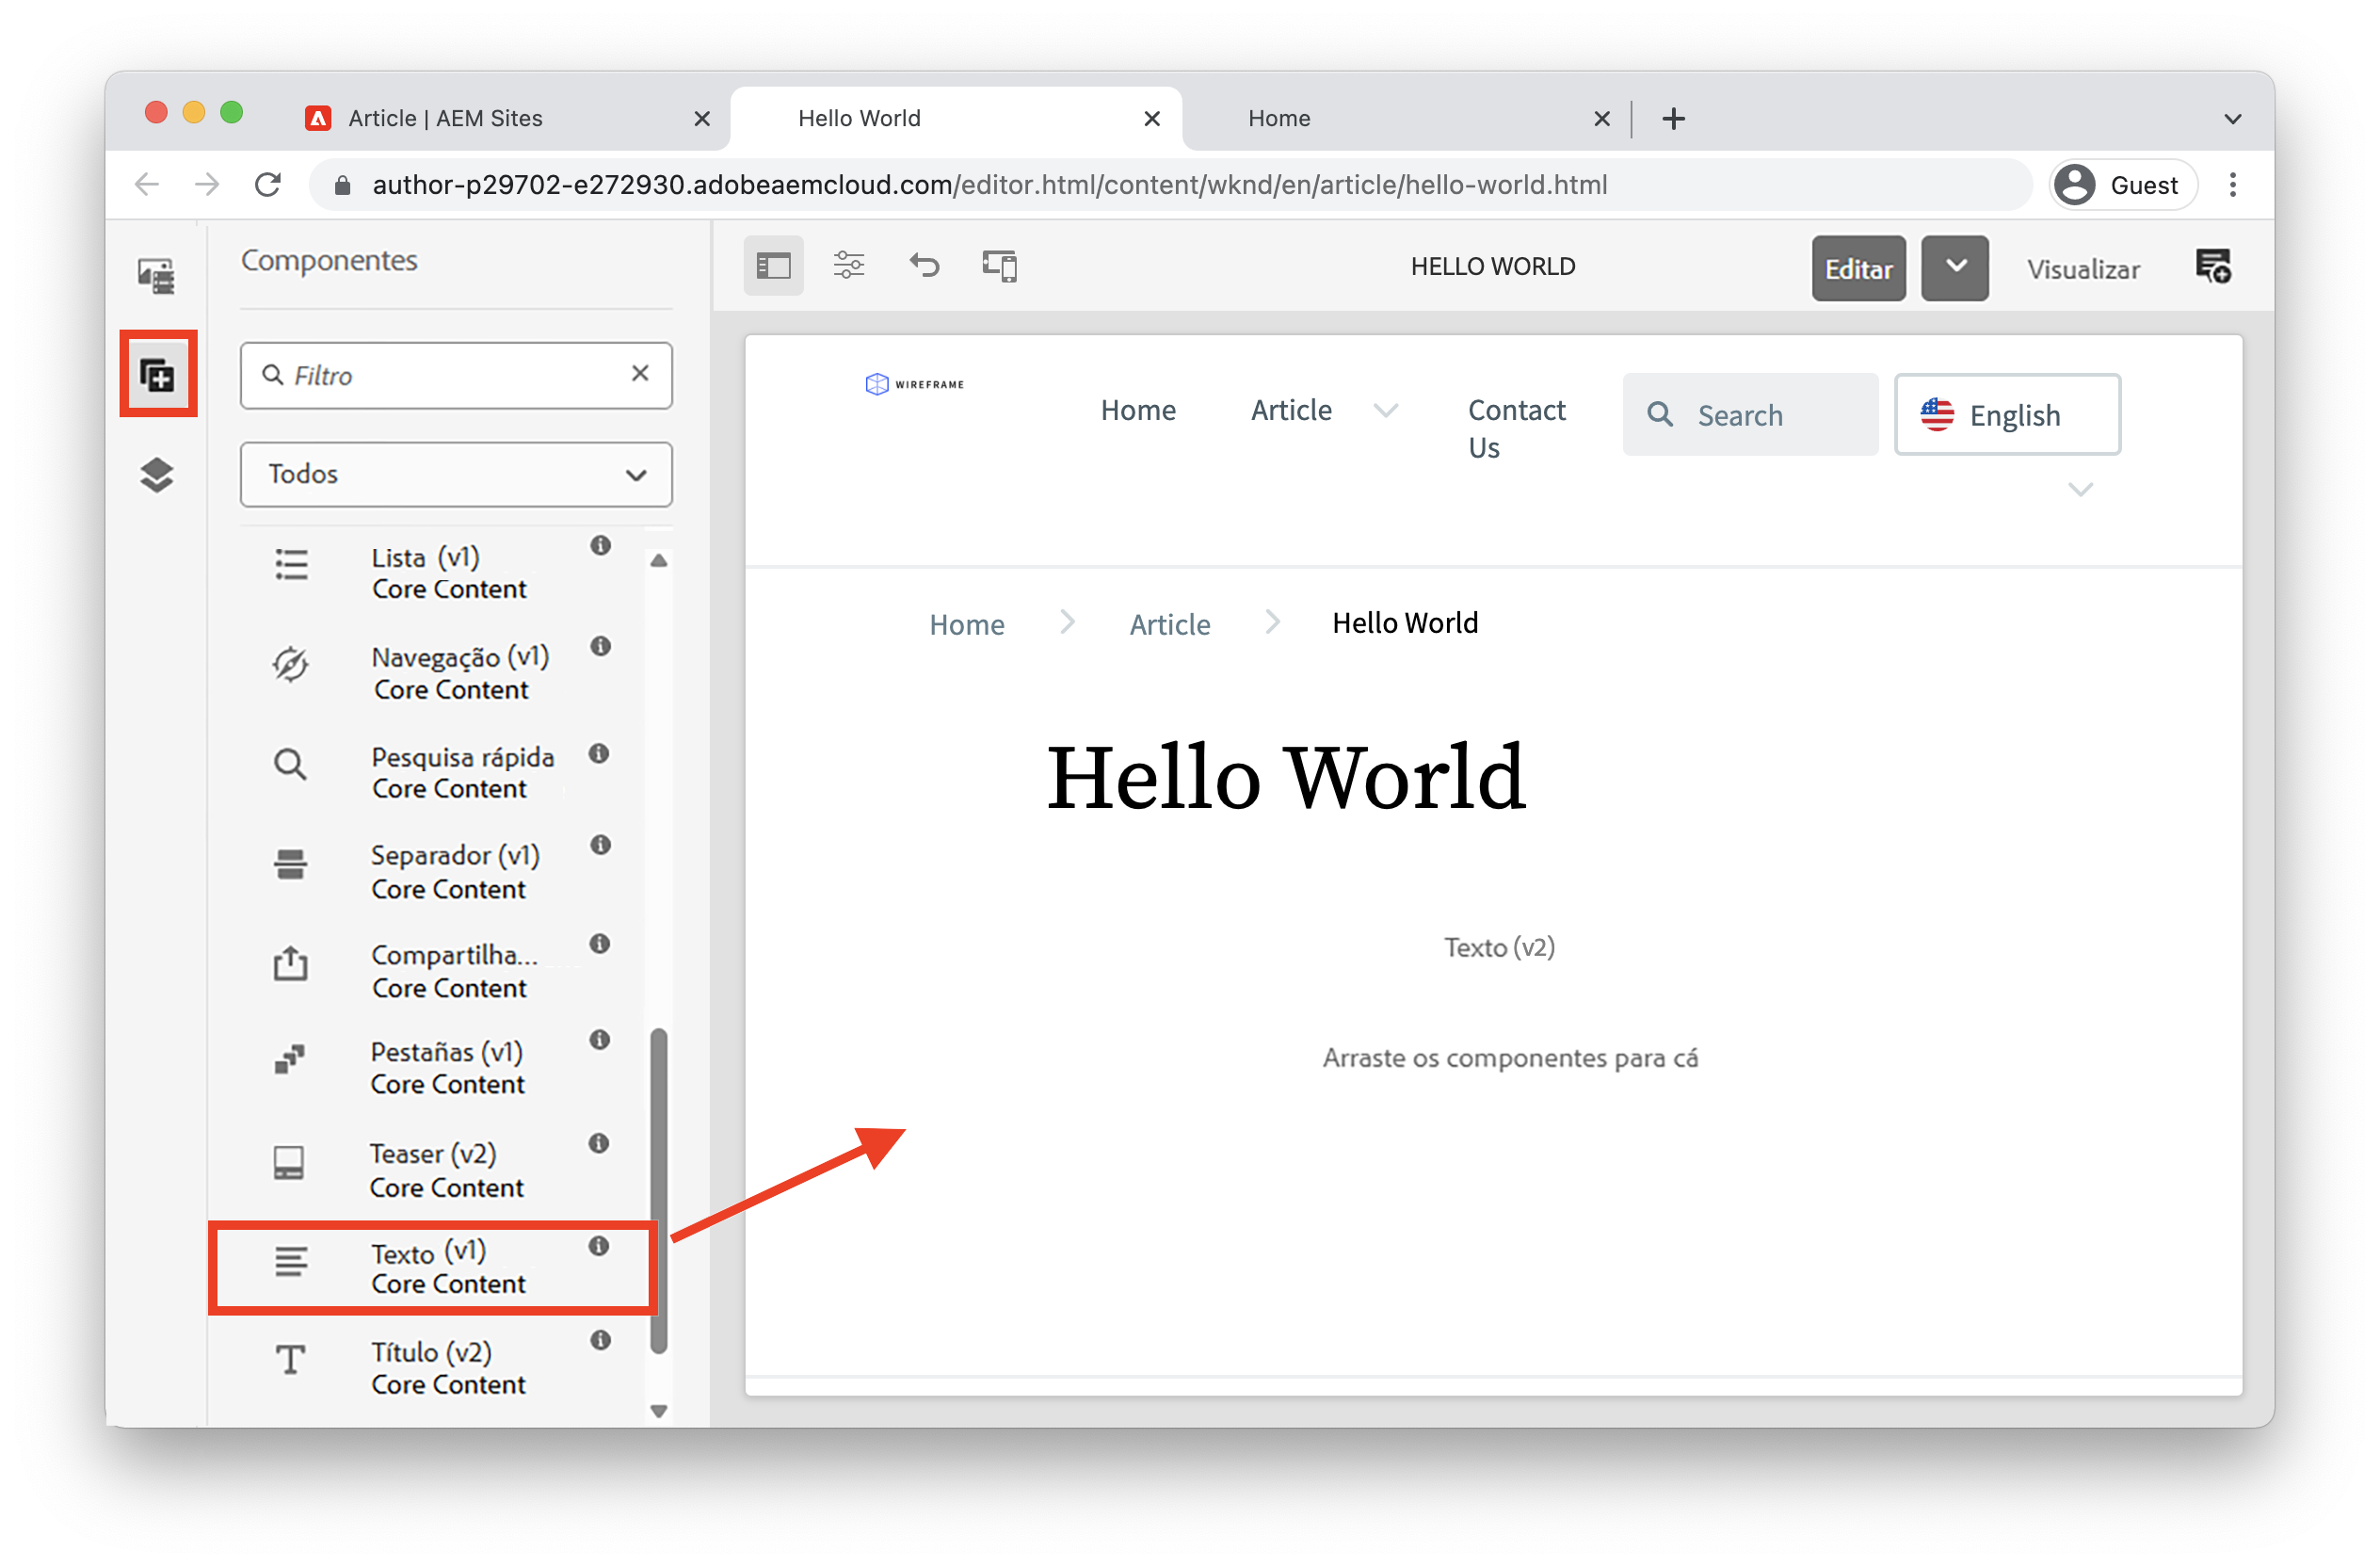 Article | AEM Sites
Hello World
Home
author-p29702-e272930.adobeaemcloud.com/editor.html/content/wknd/en/article/hello-world.html
Guest
Componentes
Filtro
Todos
Lista (v1)
Core Content
Navegação (v1)
Core Content
Pesquisa rápida
Core Content
Separador (v1)
Core Content
Compartilha...
Core Content
Pestañas (v1)
Core Content
Teaser (v2)
Core Content
Texto (v1)
Core Content
Título (v2)
Core Content
HELLO WORLD
Editar
Visualizar
WIREFRAME
Home
Article
Contact
Us
Search
English
Home
Article
Hello World
Hello World
Texto (v2)
Arraste os componentes para cá